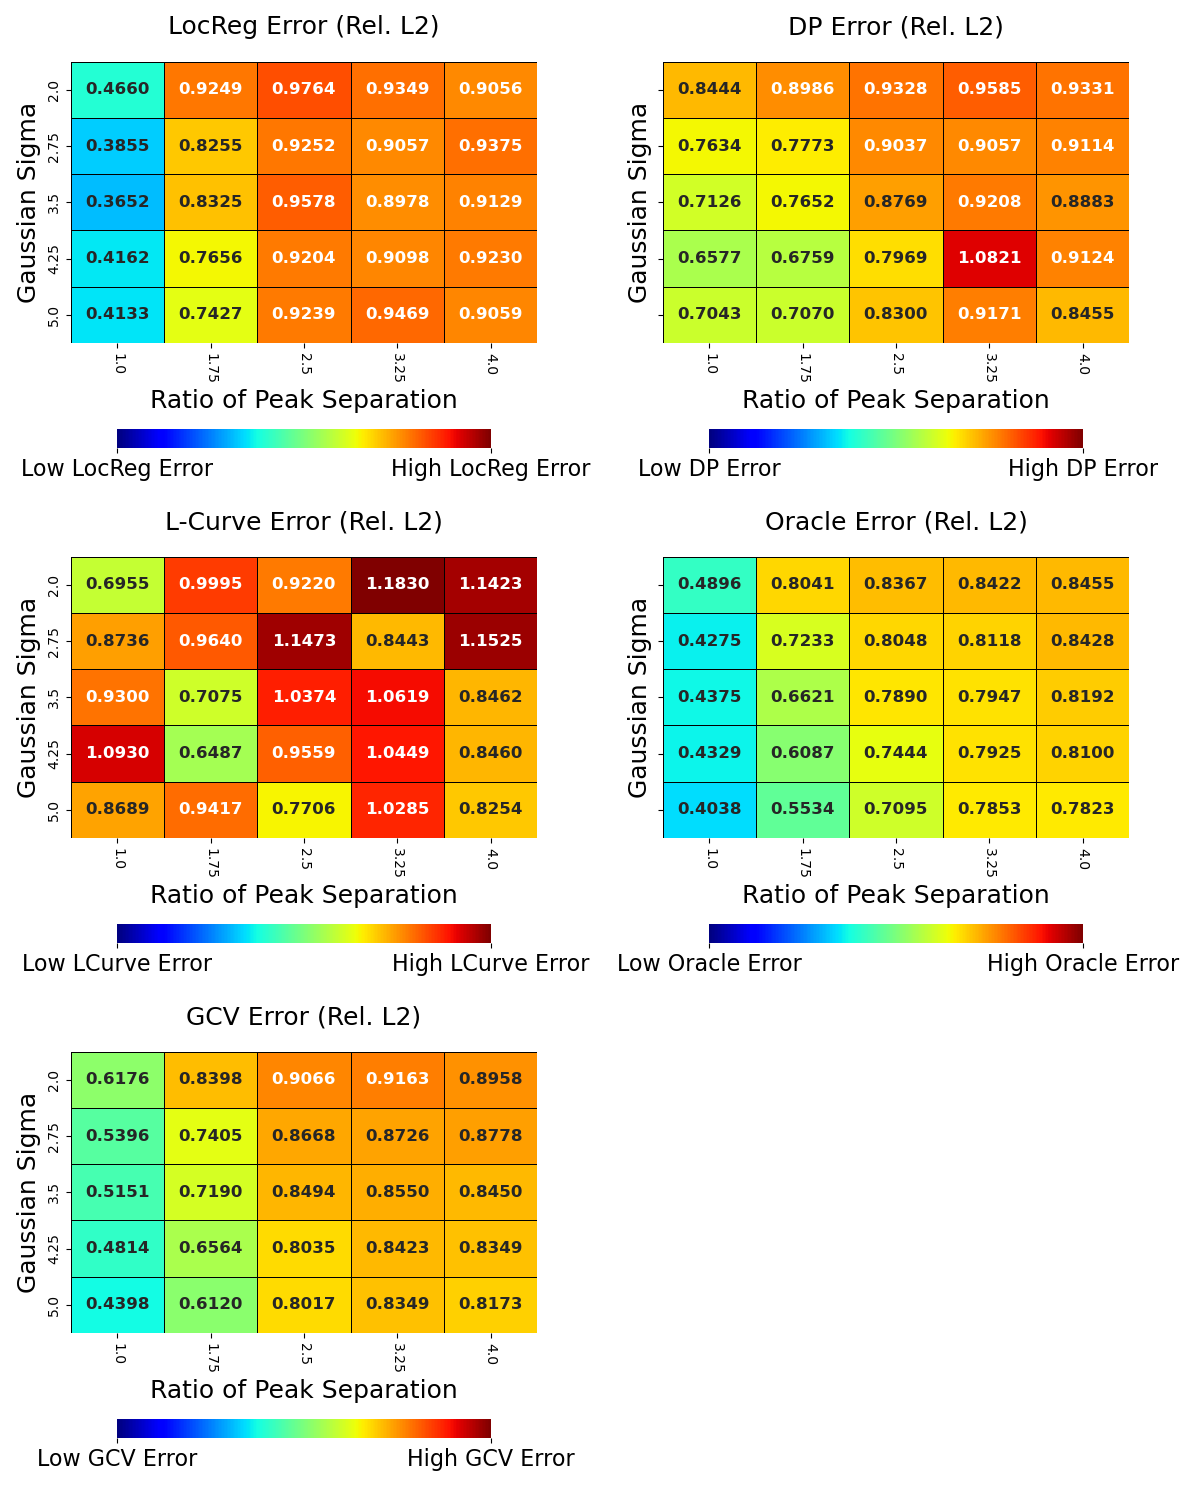 LocReg Error (Rel. L2)
Gaussian Sigma
2.0 0.4660 0.9249 0.9764 0.9349 0.9056
2.75 0.3855 0.8255 0.9252 0.9057 0.9375
3.5 0.3652 0.8325 0.9578 0.8978 0.9129
4.25 0.4162 0.7656 0.9204 0.9098 0.9230
5.0 0.4133 0.7427 0.9239 0.9469 0.9059
1.0 1.75 2.5 3.25 4.0
Ratio of Peak Separation
Low LocReg Error High LocReg Error
DP Error (Rel. L2)
Gaussian Sigma
0.8444 0.8986 0.9328 0.9585 0.9331
0.7634 0.7773 0.9037 0.9057 0.9114
0.7126 0.7652 0.8769 0.9208 0.8883
0.6577 0.6759 0.7969 1.0821 0.9124
0.7043 0.7070 0.8300 0.9171 0.8455
1.0 1.75 2.5 3.25 4.0
Ratio of Peak Separation
Low DP Error High DP Error
L-Curve Error (Rel. L2)
Gaussian Sigma
2.0 0.6955 0.9995 0.9220 1.1830 1.1423
2.75 0.8736 0.9640 1.1473 0.8443 1.1525
3.5 0.9300 0.7075 1.0374 1.0619 0.8462
4.25 1.0930 0.6487 0.9559 1.0449 0.8460
5.0 0.8689 0.9417 0.7706 1.0285 0.8254
1.0 1.75 2.5 3.25 4.0
Ratio of Peak Separation
Low LCurve Error High LCurve Error
Oracle Error (Rel. L2)
Gaussian Sigma
0.4896 0.8041 0.8367 0.8422 0.8455
0.4275 0.7233 0.8048 0.8118 0.8428
0.4375 0.6621 0.7890 0.7947 0.8192
0.4329 0.6087 0.7444 0.7925 0.8100
0.4038 0.5534 0.7095 0.7853 0.7823
1.0 1.75 2.5 3.25 4.0
Ratio of Peak Separation
Low Oracle Error High Oracle Error
GCV Error (Rel. L2)
Gaussian Sigma
2.0 0.6176 0.8398 0.9066 0.9163 0.8958
2.75 0.5396 0.7405 0.8668 0.8726 0.8778
3.5 0.5151 0.7190 0.8494 0.8550 0.8450
4.25 0.4814 0.6564 0.8035 0.8423 0.8349
5.0 0.4398 0.6120 0.8017 0.8349 0.8173
1.0 1.75 2.5 3.25 4.0
Ratio of Peak Separation
Low GCV Error High GCV Error